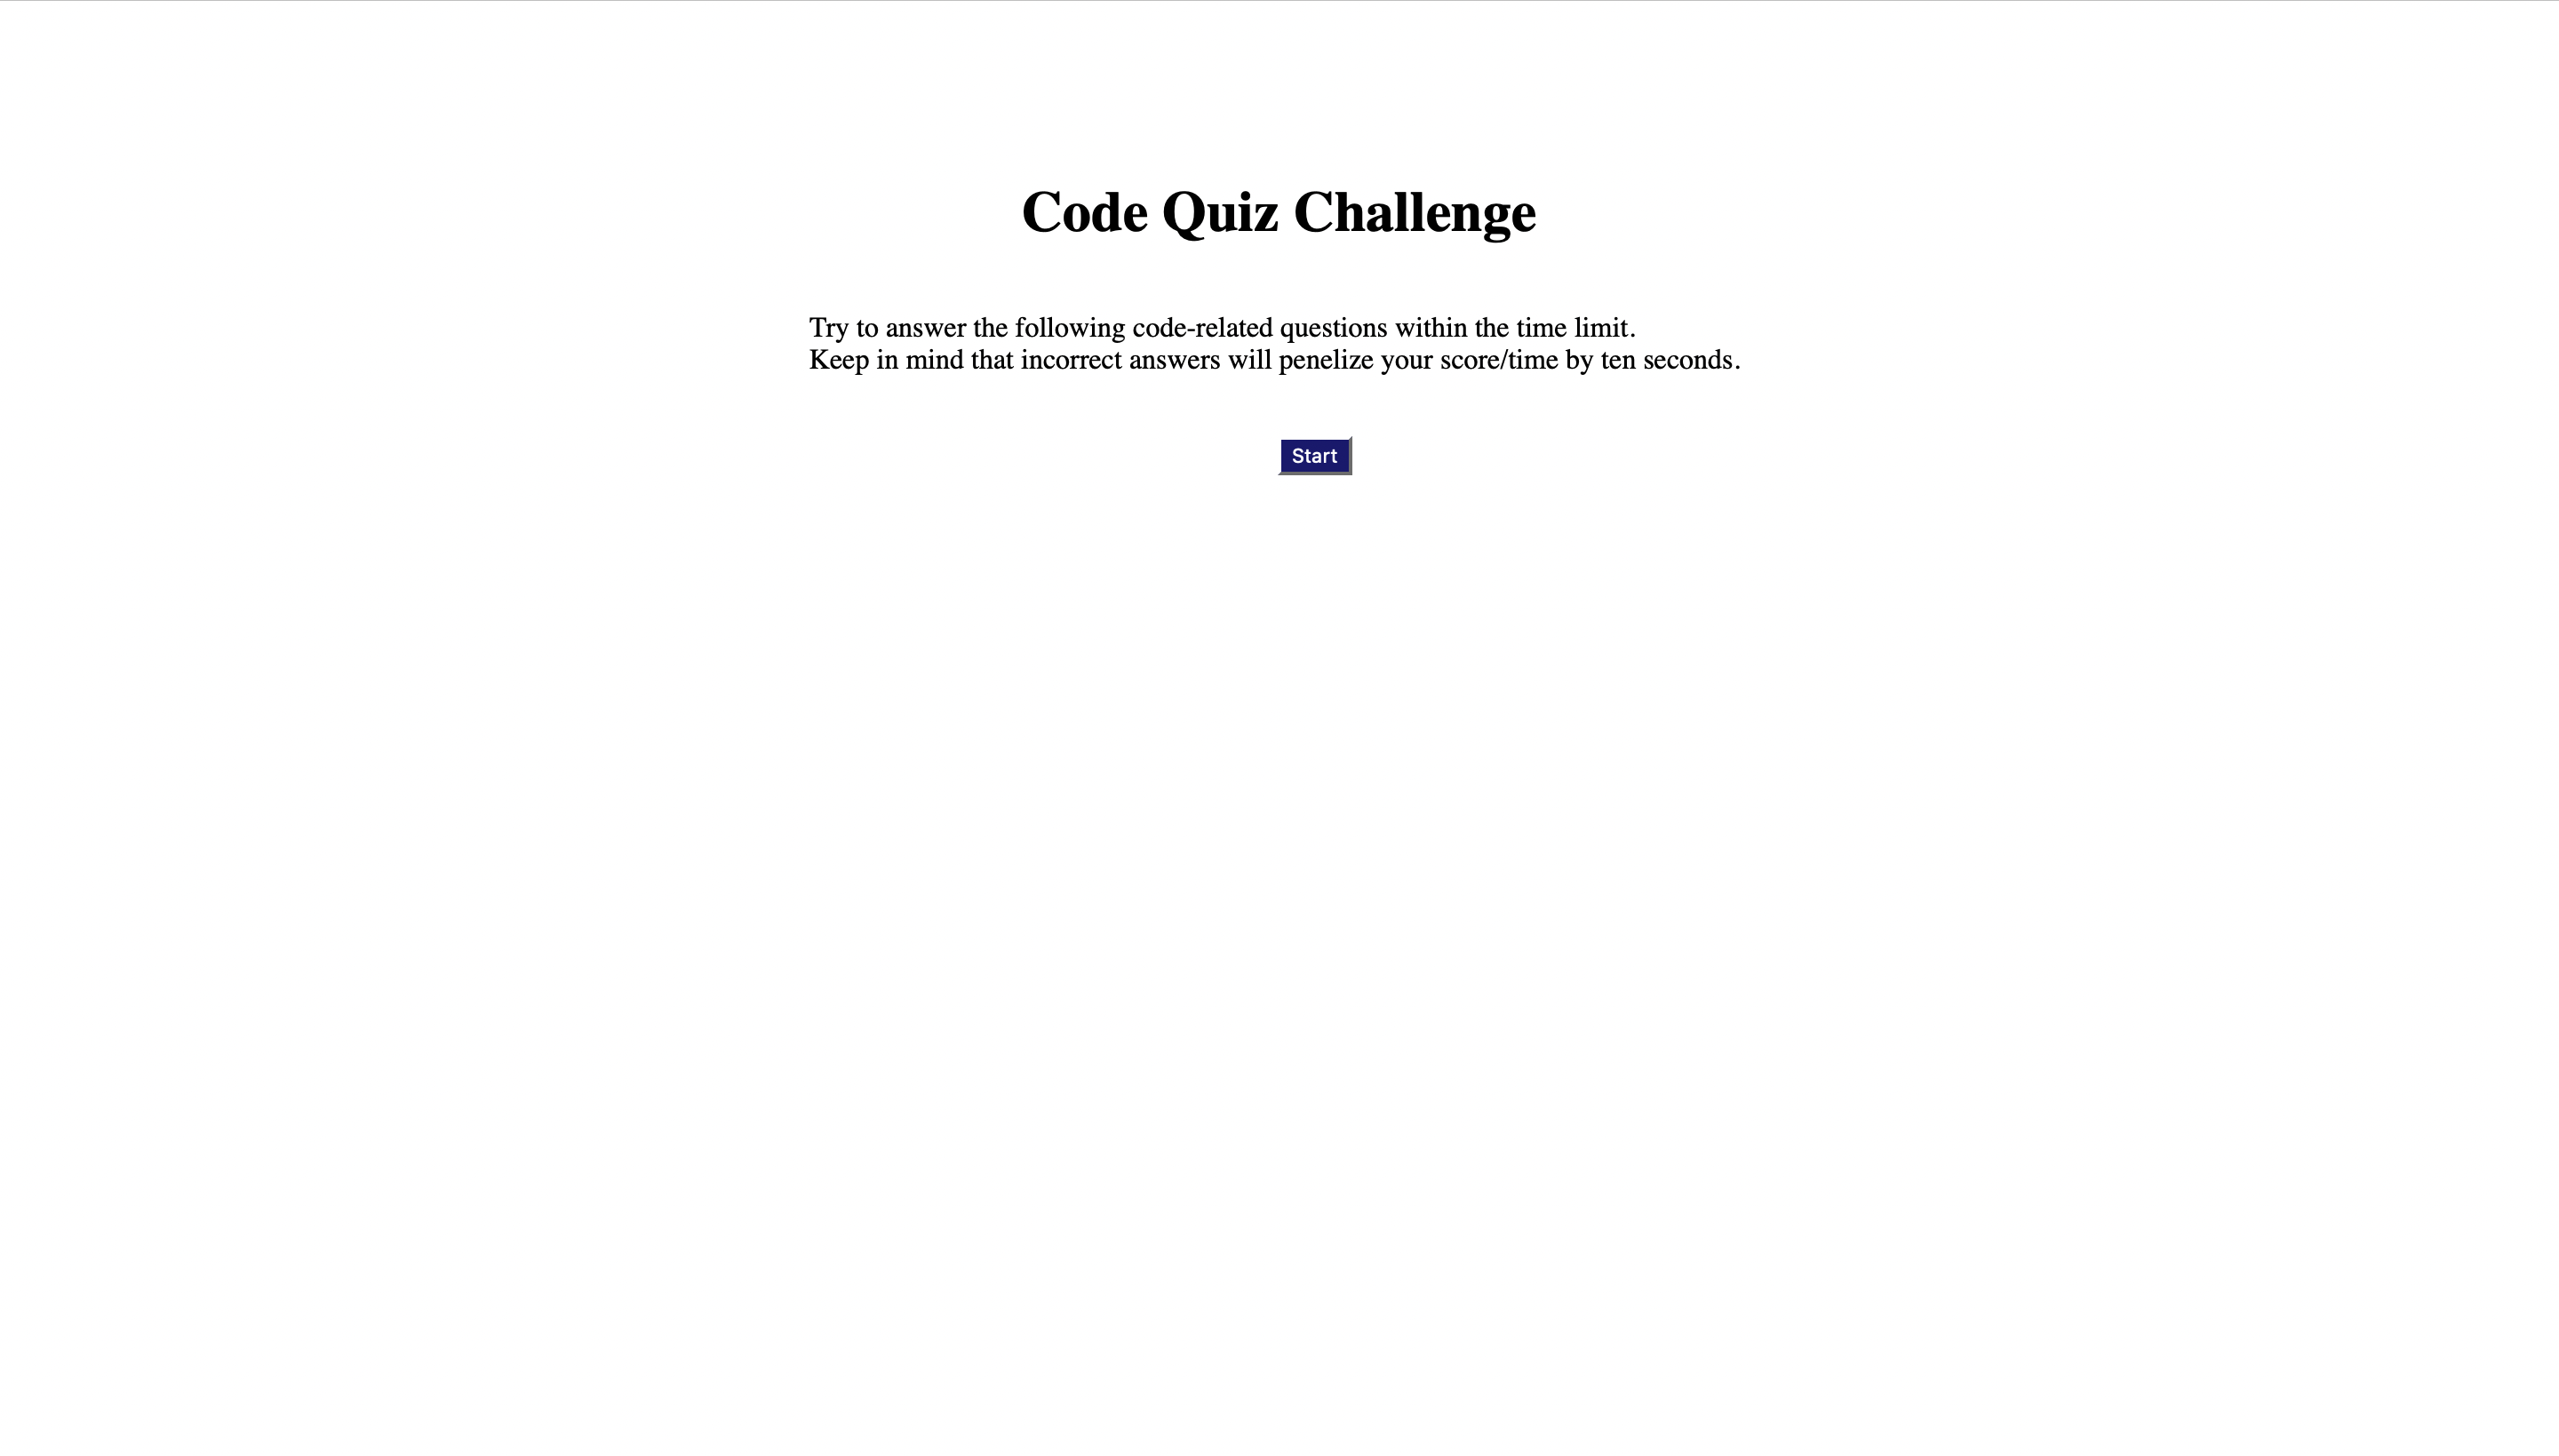 Code Quiz Challenge
Try to answer the following code-related questions within the time limit.
Keep in mind that incorrect answers will penelize your score/time by ten seconds.
Start